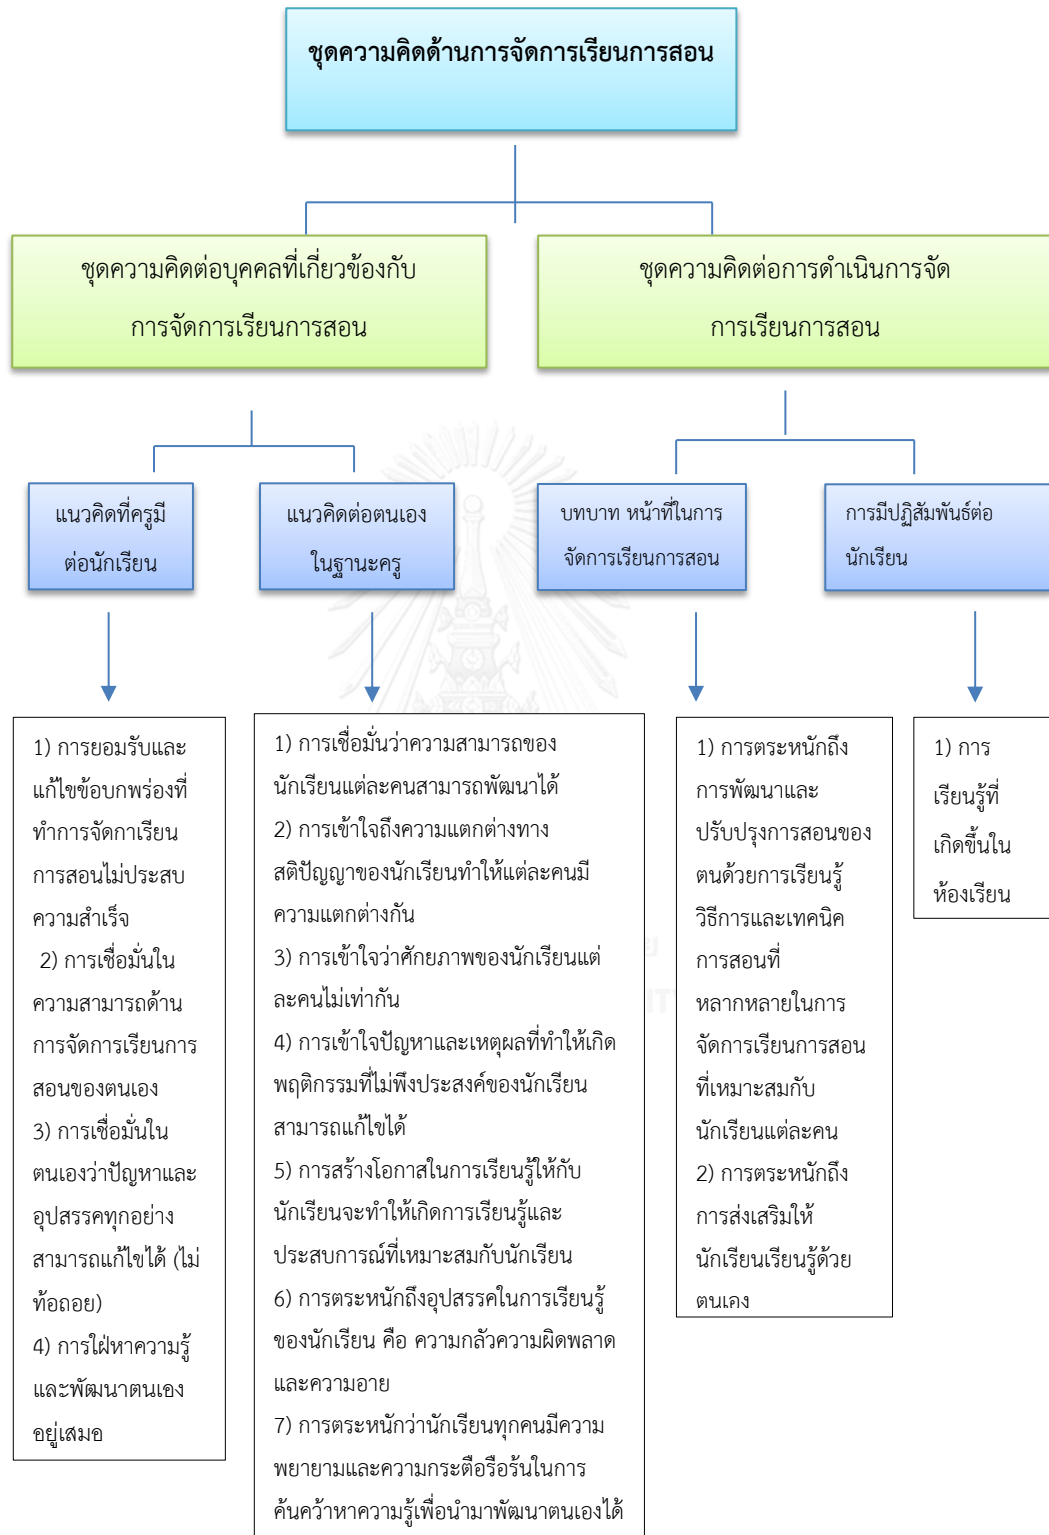 ชุดความคิดด้านการจัดการเรียนการสอน
ชุดความคิดต่อบุคคลที่เกี่ยวข้องกับ
การจัดการเรียนการสอน
ชุดความคิดต่อการดำเนินการจัด
การเรียนการสอน
แนวคิดที่ครูมี
ต่อนักเรียน
แนวคิดต่อตนเอง
ในฐานะครู
บทบาท หน้าที่ในการ
จัดการเรียนการสอน
การมีปฏิสัมพันธ์ต่อ
นักเรียน
1) การยอมรับและ
แก้ไขข้อบกพร่องที่
ทำการจัดกาเรียน
การสอนไม่ประสบ
ความสำเร็จ
2) การเชื่อมั่นใน
ความสามารถด้าน
การจัดการเรียนการ
สอนของตนเอง
3) การเชื่อมั่นใน
ตนเองว่าปัญหาและ
อุปสรรคทุกอย่าง
สามารถแก้ไขได้ (ไม่
ท้อถอย)
4) การใฝ่หาความรู้
และพัฒนาตนเอง
อยู่เสมอ
1) การเชื่อมั่นว่าความสามารถของ
นักเรียนแต่ละคนสามารถพัฒนาได้
2) การเข้าใจถึงความแตกต่างทาง
สติปัญญาของนักเรียนทำให้แต่ละคนมี
ความแตกต่างกัน
3) การเข้าใจว่าศักยภาพของนักเรียนแต่
ละคนไม่เท่ากัน
4) การเข้าใจปัญหาและเหตุผลที่ทำให้เกิด
พฤติกรรมที่ไม่พึงประสงค์ของนักเรียน
สามารถแก้ไขได้
5) การสร้างโอกาสในการเรียนรู้ให้กับ
นักเรียนจะทำให้เกิดการเรียนรู้และ
ประสบการณ์ที่เหมาะสมกับนักเรียน
6) การตระหนักถึงอุปสรรคในการเรียนรู้
ของนักเรียน คือ ความกลัวความผิดพลาด
และความอาย
7) การตระหนักว่านักเรียนทุกคนมีความ
พยายามและความกระตือรือร้นในการ
ค้นคว้าหาความรู้เพื่อนำมาพัฒนาตนเองได้
1) การตระหนักถึง
การพัฒนาและ
ปรับปรุงการสอนของ
ตนด้วยการเรียนรู้
วิธีการและเทคนิค
การสอนที่
หลากหลายในการ
จัดการเรียนการสอน
ที่เหมาะสมกับ
นักเรียนแต่ละคน
2) การตระหนักถึง
การส่งเสริมให้
นักเรียนเรียนรู้ด้วย
ตนเอง
1) การ
เรียนรู้ที่
เกิดขึ้นใน
ห้องเรียน